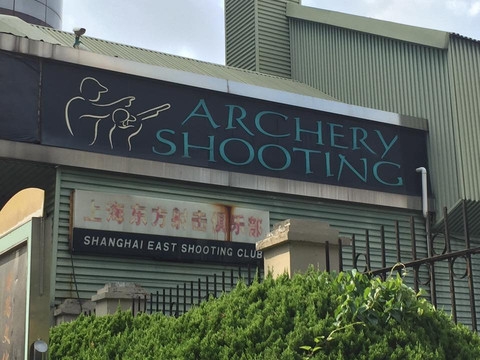 ARCHERY
SHOOTING
上海东方射击俱乐部
SHANGHAI EAST SHOOTING CLUB